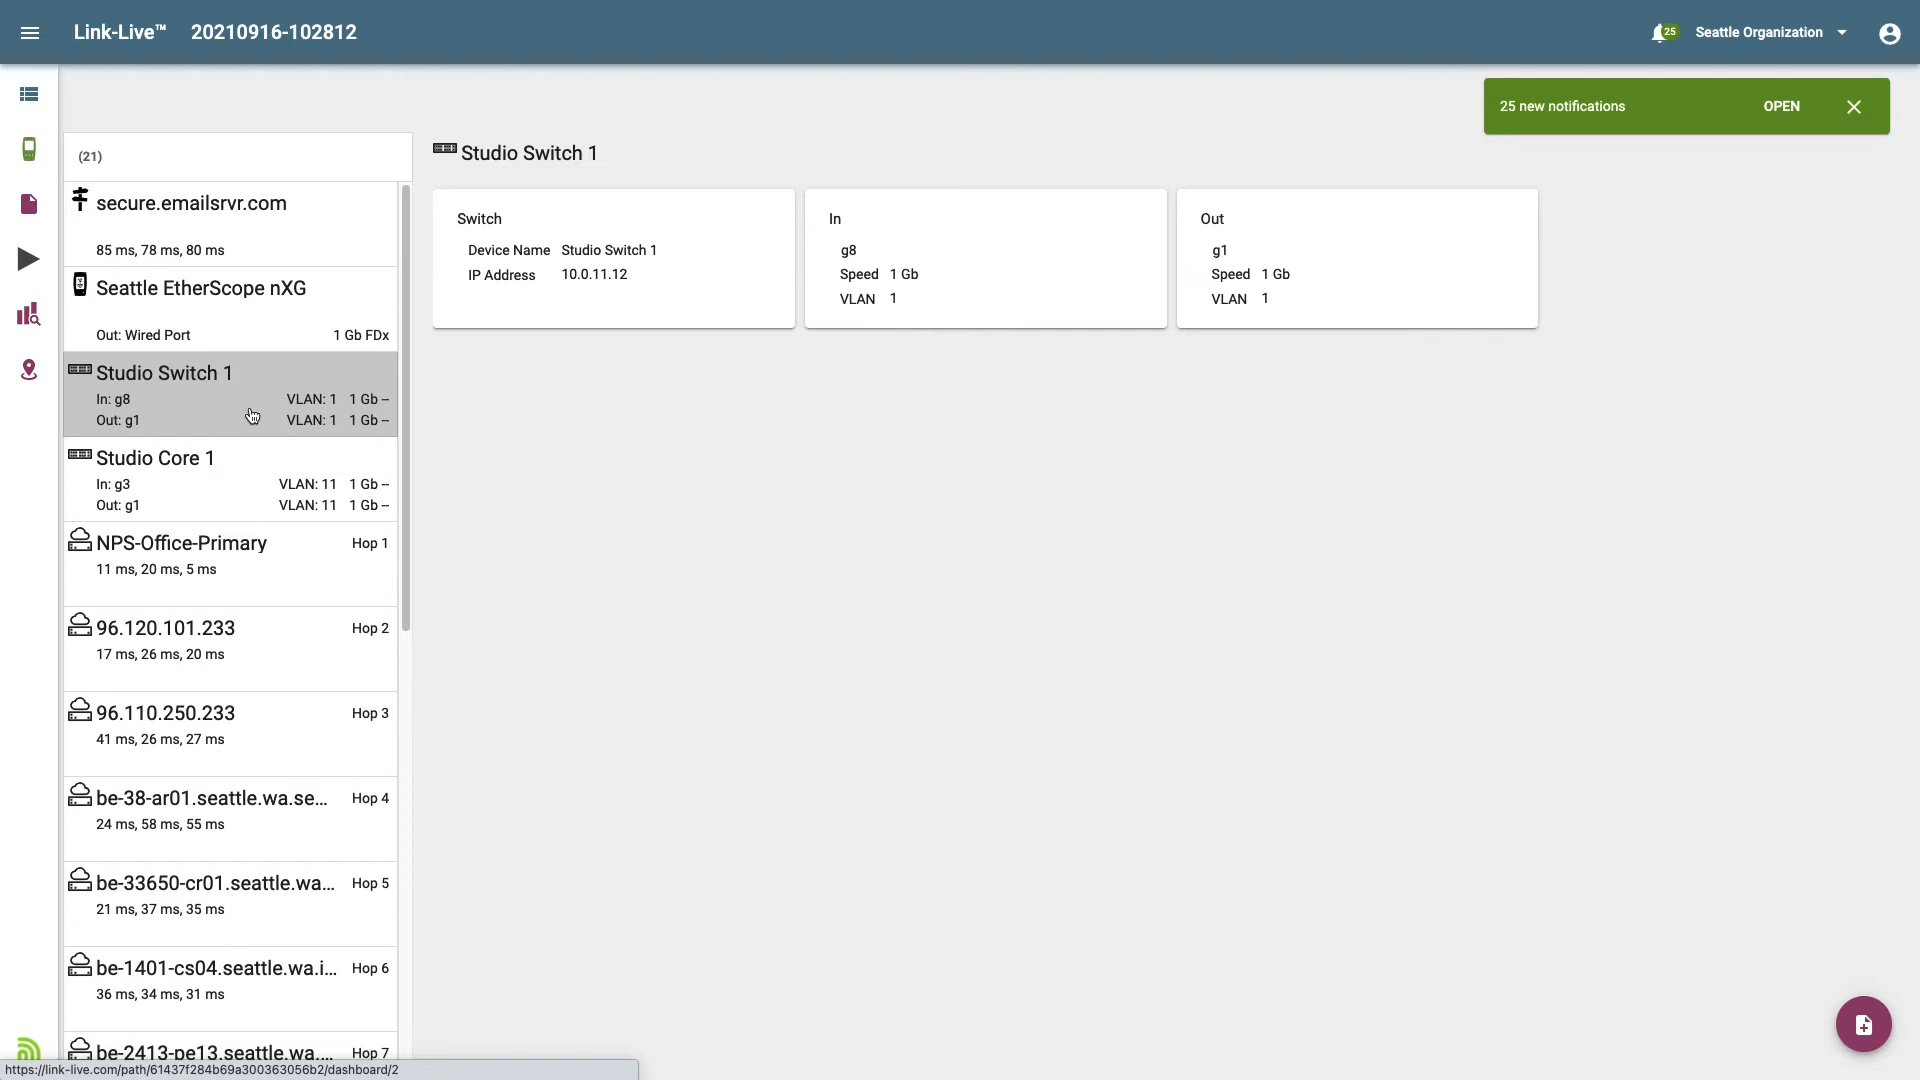 Link-Live™ 20210916-102812
25
Seattle Organization
25 new notifications
OPEN
(21)
secure.emailsrvr.com
85 ms, 78 ms, 80 ms
Seattle EtherScope nXG
Out: Wired Port 1 Gb FDx
Studio Switch 1
In: g8 VLAN: 1 1 Gb --
Out: g1 VLAN: 1 1 Gb --
Studio Core 1
In: g3 VLAN: 11 1 Gb --
Out: g1 VLAN: 11 1 Gb --
NPS-Office-Primary Hop 1
11 ms, 20 ms, 5 ms
96.120.101.233 Hop 2
17 ms, 26 ms, 20 ms
96.110.250.233 Hop 3
41 ms, 26 ms, 27 ms
be-38-ar01.seattle.wa.se... Hop 4
24 ms, 58 ms, 55 ms
be-33650-cr01.seattle.wa... Hop 5
21 ms, 37 ms, 35 ms
be-1401-cs04.seattle.wa.i... Hop 6
36 ms, 34 ms, 31 ms
be-2413-pe13.seattle.wa.... Hop 7
Studio Switch 1
Switch
Device Name Studio Switch 1
IP Address 10.0.11.12
In
g8
Speed 1 Gb
VLAN 1
Out
g1
Speed 1 Gb
VLAN 1
https://link-live.com/path/61437f284b69a300363056b2/dashboard/2